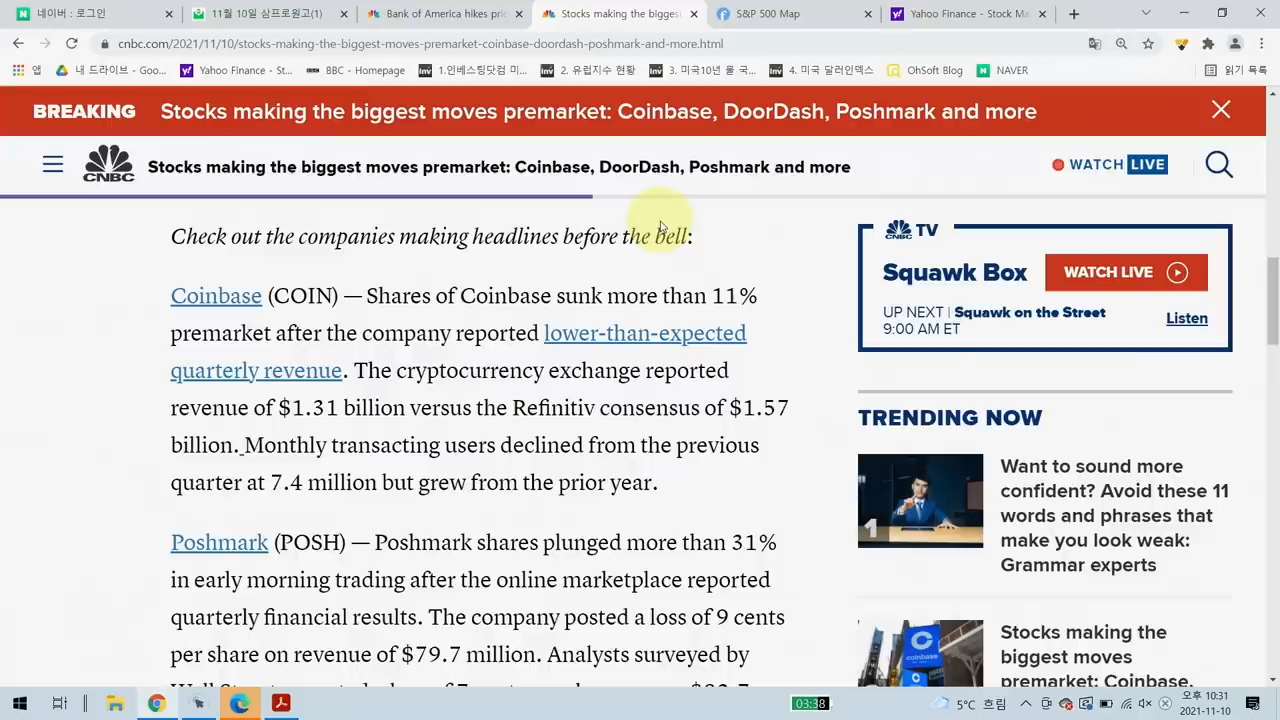 네이버 : 로그인
11월 10일 삼프로원고(1)
Bank of America hikes pri
Stocks making the biggest
S&P 500 Map
Yahoo Finance - Stock Ma
cnbc.com/2021/11/10/stocks-making-the-biggest-moves-premarket-coinbase-doordash-poshmark-and-more.html
앱
내 드라이브 - Goo...
Yahoo Finance - St...
BBC - Homepage
1.인베스팅닷컴 미...
2. 유럽지수 현황
3. 미국10년 물 국...
4. 미국 달러인덱스
OhSoft Blog
NAVER
읽기 목록
BREAKING
Stocks making the biggest moves premarket: Coinbase, DoorDash, Poshmark and more
CNBC
Stocks making the biggest moves premarket: Coinbase, DoorDash, Poshmark and more
WATCH LIVE
Check out the companies making headlines before the bell:
Coinbase (COIN) — Shares of Coinbase sunk more than 11%
premarket after the company reported lower-than-expected
quarterly revenue. The cryptocurrency exchange reported
revenue of $1.31 billion versus the Refinitiv consensus of $1.57
billion. Monthly transacting users declined from the previous
quarter at 7.4 million but grew from the prior year.
Poshmark (POSH) — Poshmark shares plunged more than 31%
in early morning trading after the online marketplace reported
quarterly financial results. The company posted a loss of 9 cents
per share on revenue of $79.7 million. Analysts surveyed by
CNBC TV
Squawk Box
WATCH LIVE
UP NEXT | Squawk on the Street
9:00 AM ET
Listen
TRENDING NOW
1
Want to sound more
confident? Avoid these 11
words and phrases that
make you look weak:
Grammar experts
coinbase
Stocks making the
biggest moves
premarket: Coinbase,
03:38
5°C 흐림
오후 10:31
2021-11-10